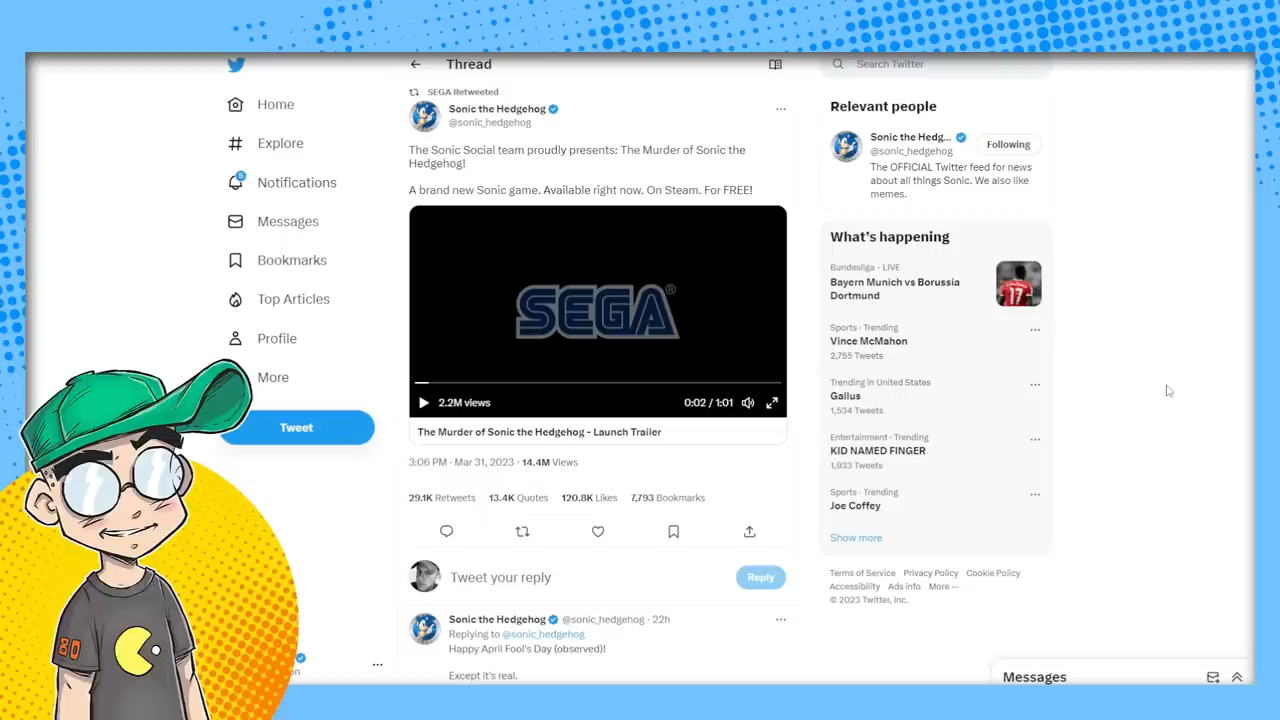 Home
Explore
5
Notifications
Messages
Bookmarks
Top Articles
Profile
More
Tweet
80
Thread
SEGA Retweeted
Sonic the Hedgehog
@sonic_hedgehog
The Sonic Social team proudly presents: The Murder of Sonic the
Hedgehog!
A brand new Sonic game. Available right now. On Steam. For FREE!
SEGA®
2.2M views
0:02 / 1:01
The Murder of Sonic the Hedgehog - Launch Trailer
3:06 PM · Mar 31, 2023 · 14.4M Views
29.1K Retweets 13.4K Quotes 120.8K Likes 7,793 Bookmarks
Tweet your reply
Reply
Sonic the Hedgehog @sonic_hedgehog · 22h
Replying to @sonic_hedgehog
Happy April Fool's Day (observed)!
Except it's real.
Search Twitter
Relevant people
Sonic the Hedg...
@sonic_hedgehog
Following
The OFFICIAL Twitter feed for news
about all things Sonic. We also like
memes.
What's happening
Bundesliga · LIVE
Bayern Munich vs Borussia
Dortmund
17
Sports · Trending
Vince McMahon
2,755 Tweets
Trending in United States
Gallus
1,534 Tweets
Entertainment · Trending
KID NAMED FINGER
1,933 Tweets
Sports · Trending
Joe Coffey
Show more
Terms of Service Privacy Policy Cookie Policy
Accessibility Ads info More ···
© 2023 Twitter, Inc.
Messages